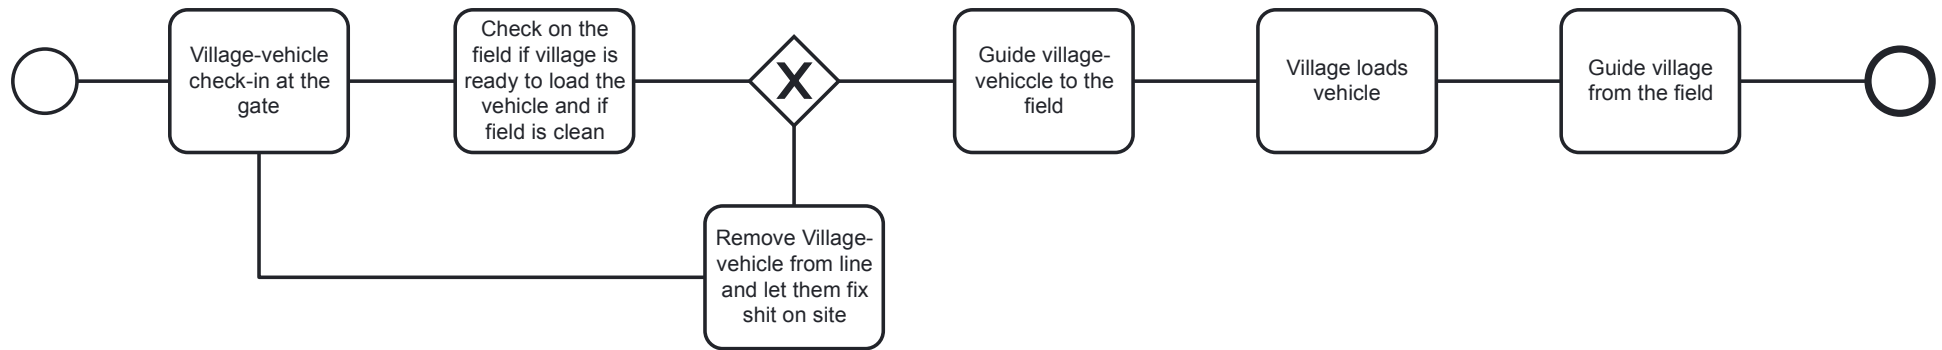 Village-vehicle
check-in at the
gate
Check on the
field if village is
ready to load the
vehicle and if
field is clean
X
Guide village-
vehiccle to the
field
Village loads
vehicle
Guide village
from the field
Remove Village-
vehicle from line
and let them fix
shit on site